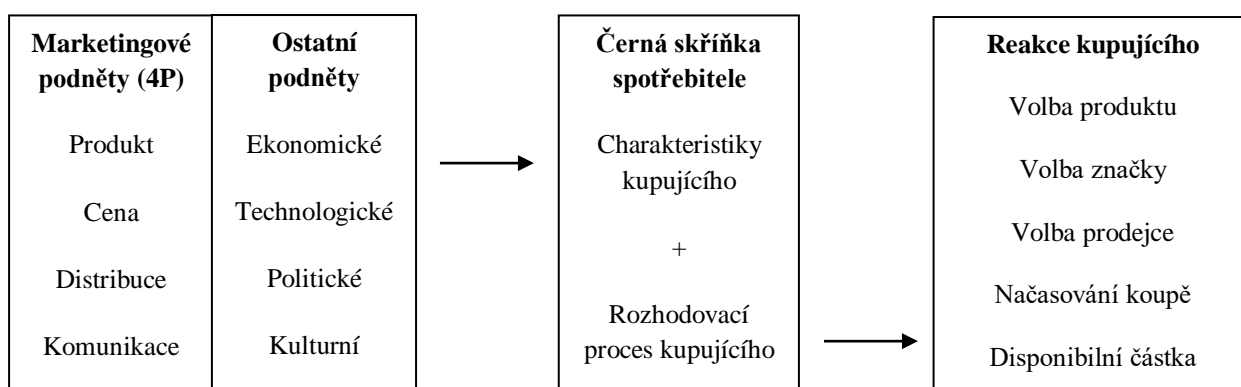 Marketingové
podněty (4P)
Produkt
Cena
Distribuce
Komunikace
Ostatní
podněty
Ekonomické
Technologické
Politické
Kulturní
Černá skříňka
spotřebitele
Charakteristiky
kupujícího
+
Rozhodovací
proces kupujícího
Reakce kupujícího
Volba produktu
Volba značky
Volba prodejce
Načasování koupě
Disponibilní částka